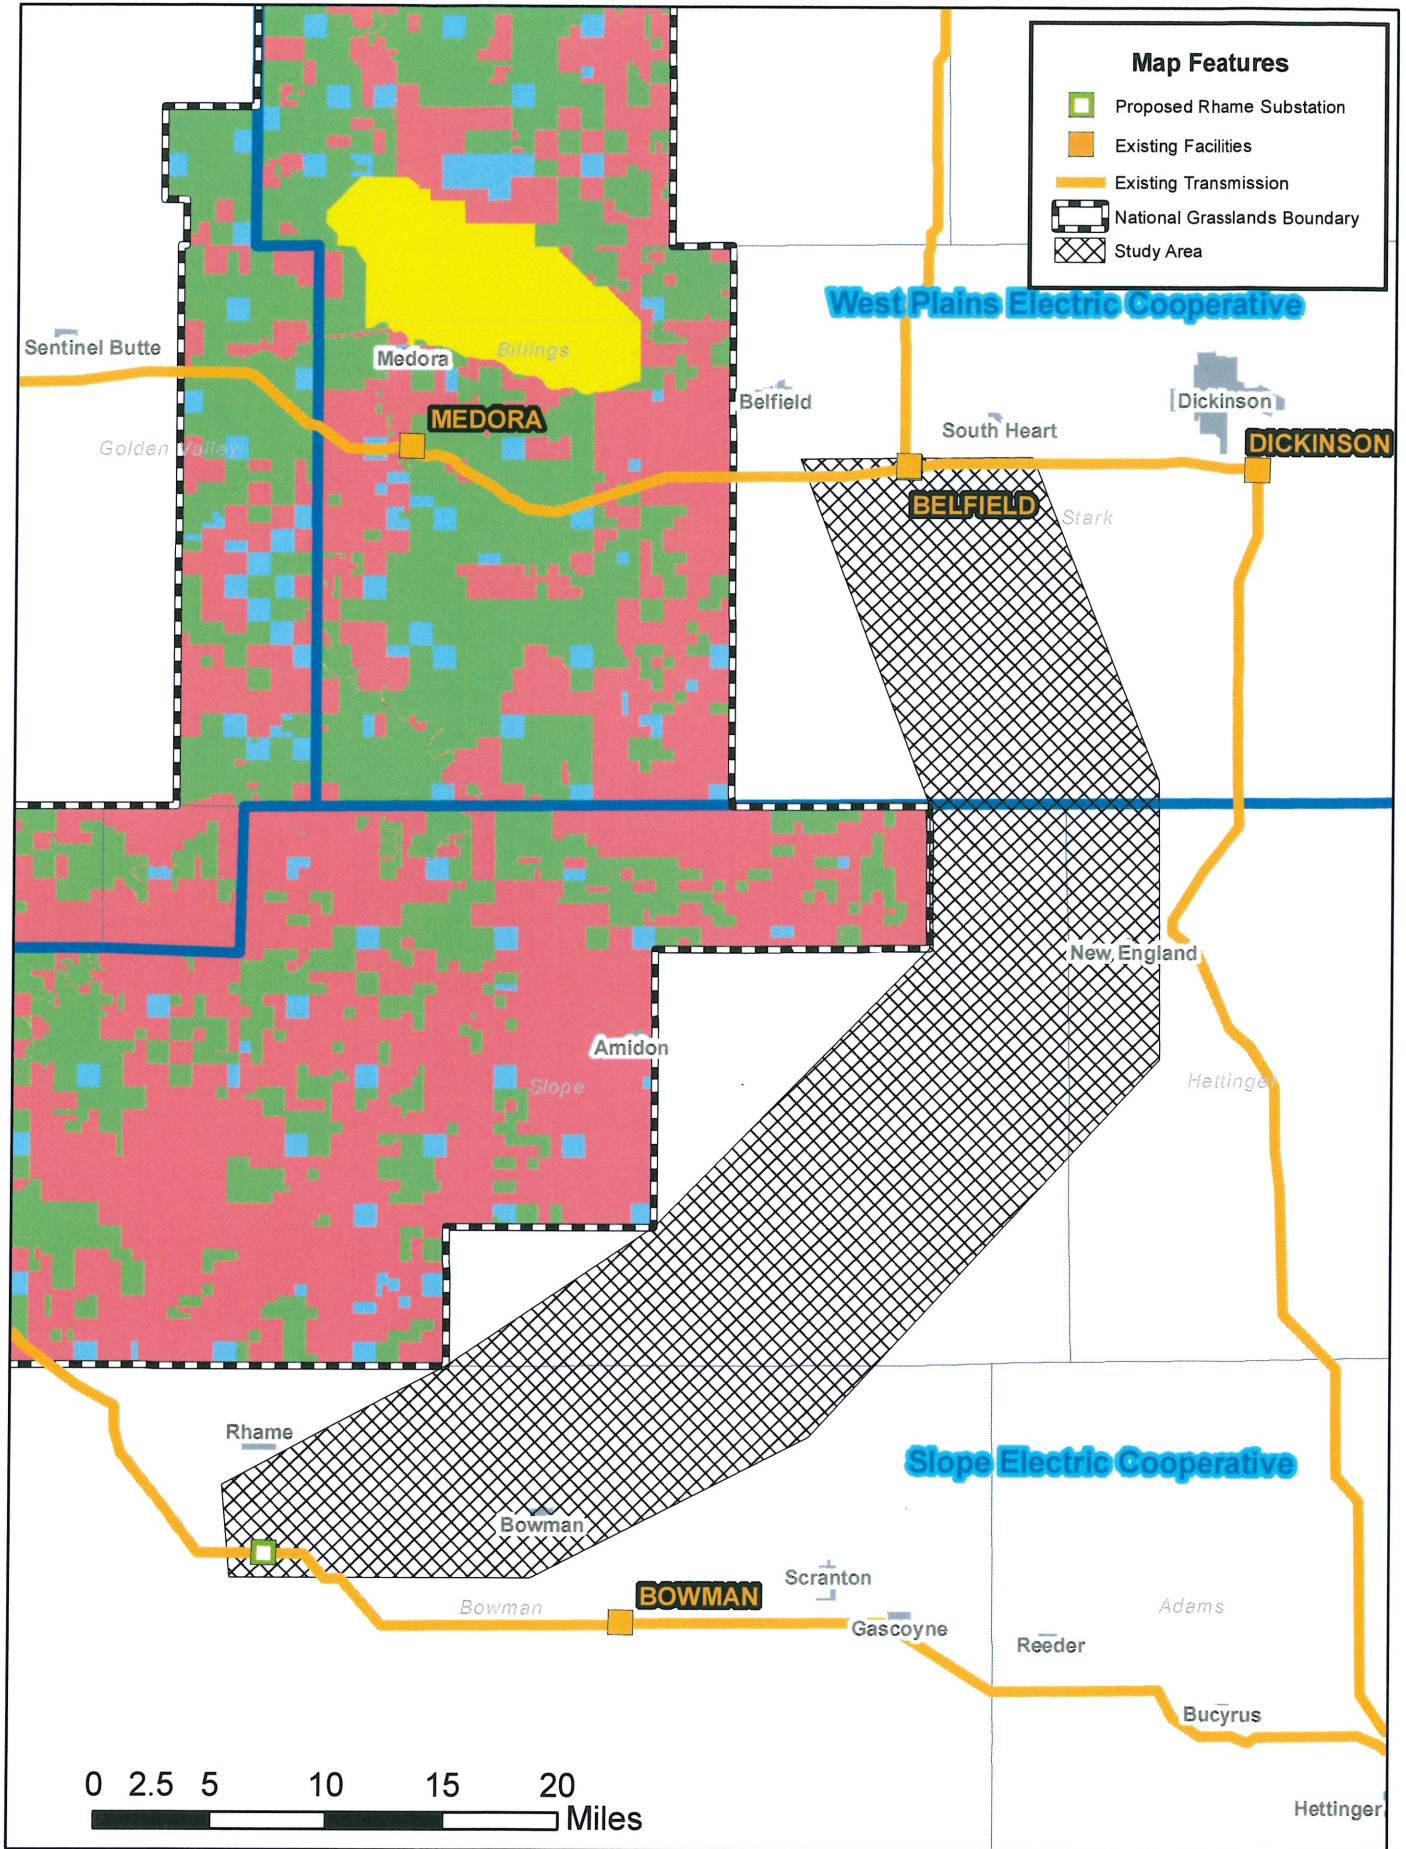 Map Features
Proposed Rhame Substation
Existing Facilities
Existing Transmission
National Grasslands Boundary
Study Area
West Plains Electric Cooperative
Sentinel Butte
Medora
Billings
Belfield
Dickinson
MEDORA
South Heart
DICKINSON
Golden Valley
BELFIELD
Stark
New England
Amidon
Slope
Hettinger
Rhame
Slope Electric Cooperative
Bowman
Scranton
BOWMAN
Bowman
Gascoyne
Adams
Reeder
Bucyrus
0 2.5 5 10 15 20
Miles
Hettinger